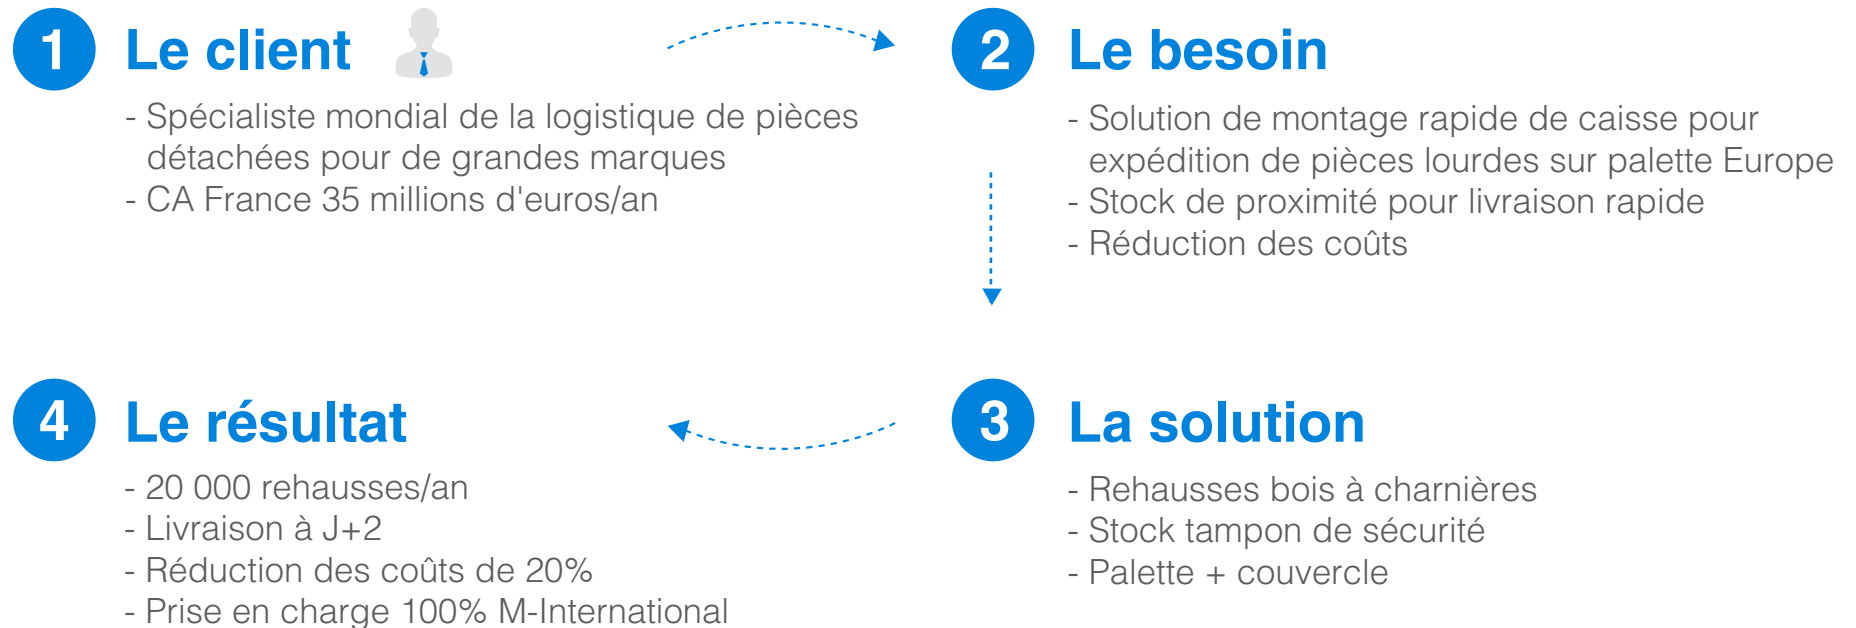 1 Le client
- Spécialiste mondial de la logistique de pièces
détachées pour de grandes marques
- CA France 35 millions d'euros/an
2 Le besoin
- Solution de montage rapide de caisse pour
expédition de pièces lourdes sur palette Europe
- Stock de proximité pour livraison rapide
- Réduction des coûts
3 La solution
- Rehausses bois à charnières
- Stock tampon de sécurité
- Palette + couvercle
4 Le résultat
- 20 000 rehausses/an
- Livraison à J+2
- Réduction des coûts de 20%
- Prise en charge 100% M-International